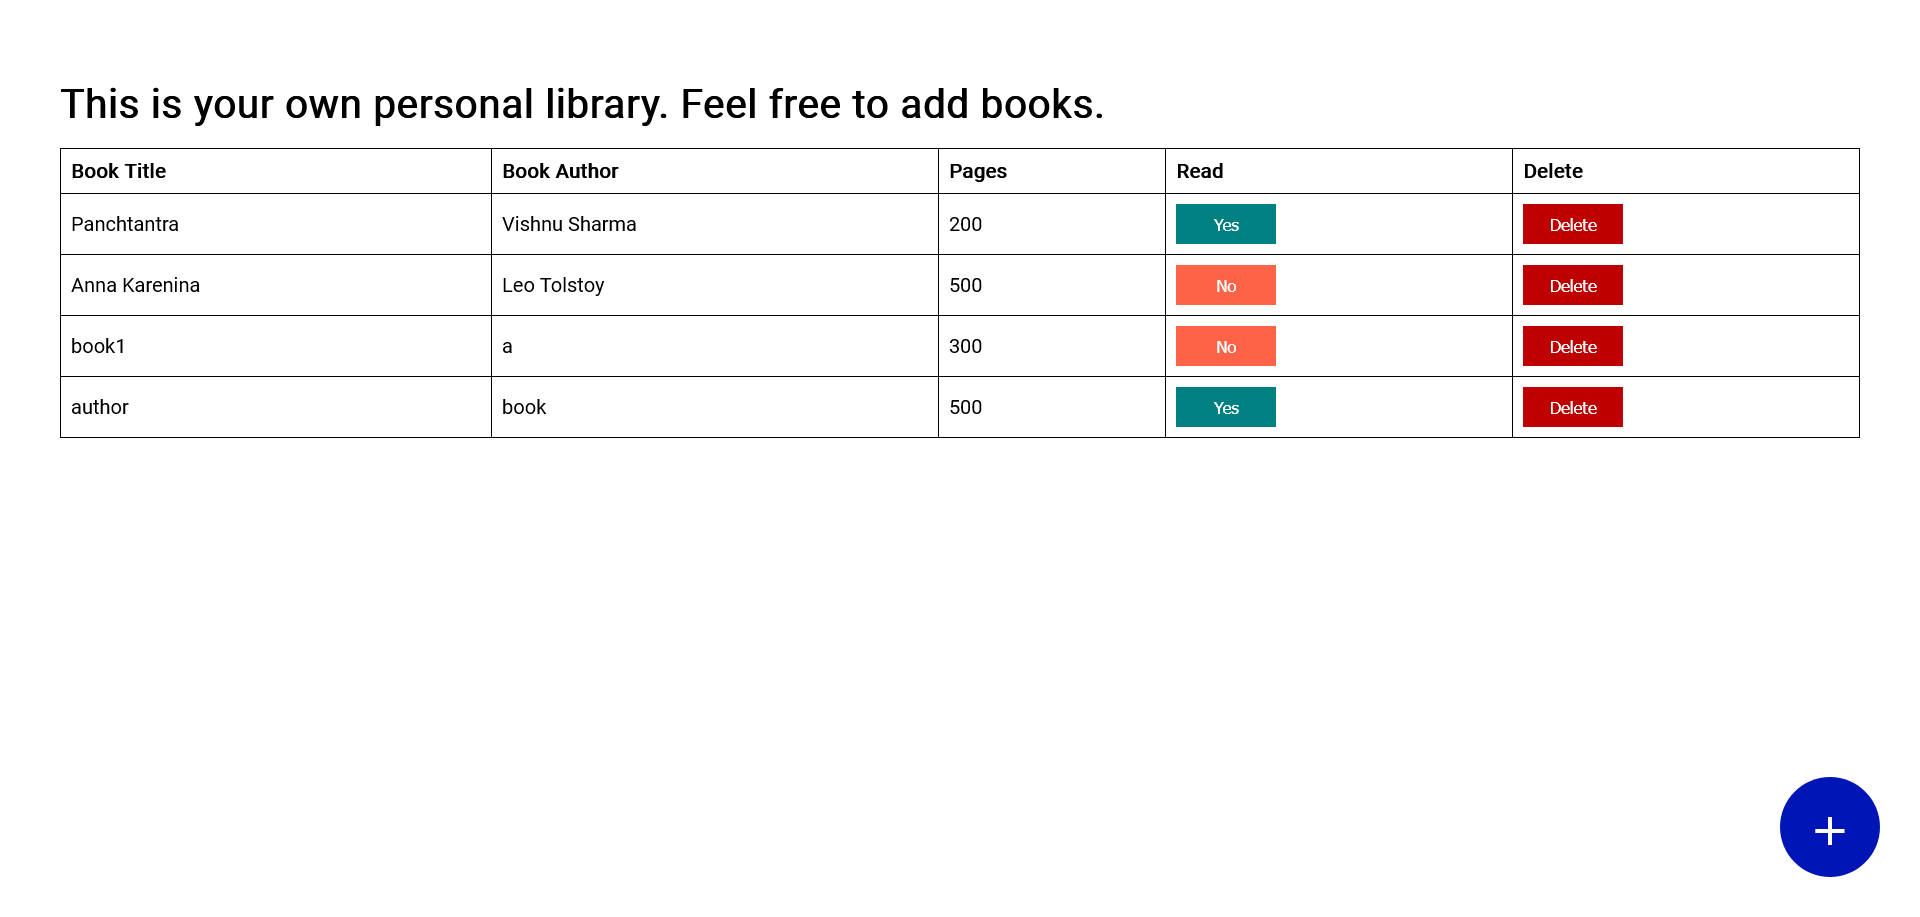 This is your own personal library. Feel free to add books.
Book Title Book Author Pages Read Delete
Panchtantra Vishnu Sharma 200 Yes Delete
Anna Karenina Leo Tolstoy 500 No Delete
book1 a 300 No Delete
author book 500 Yes Delete
+